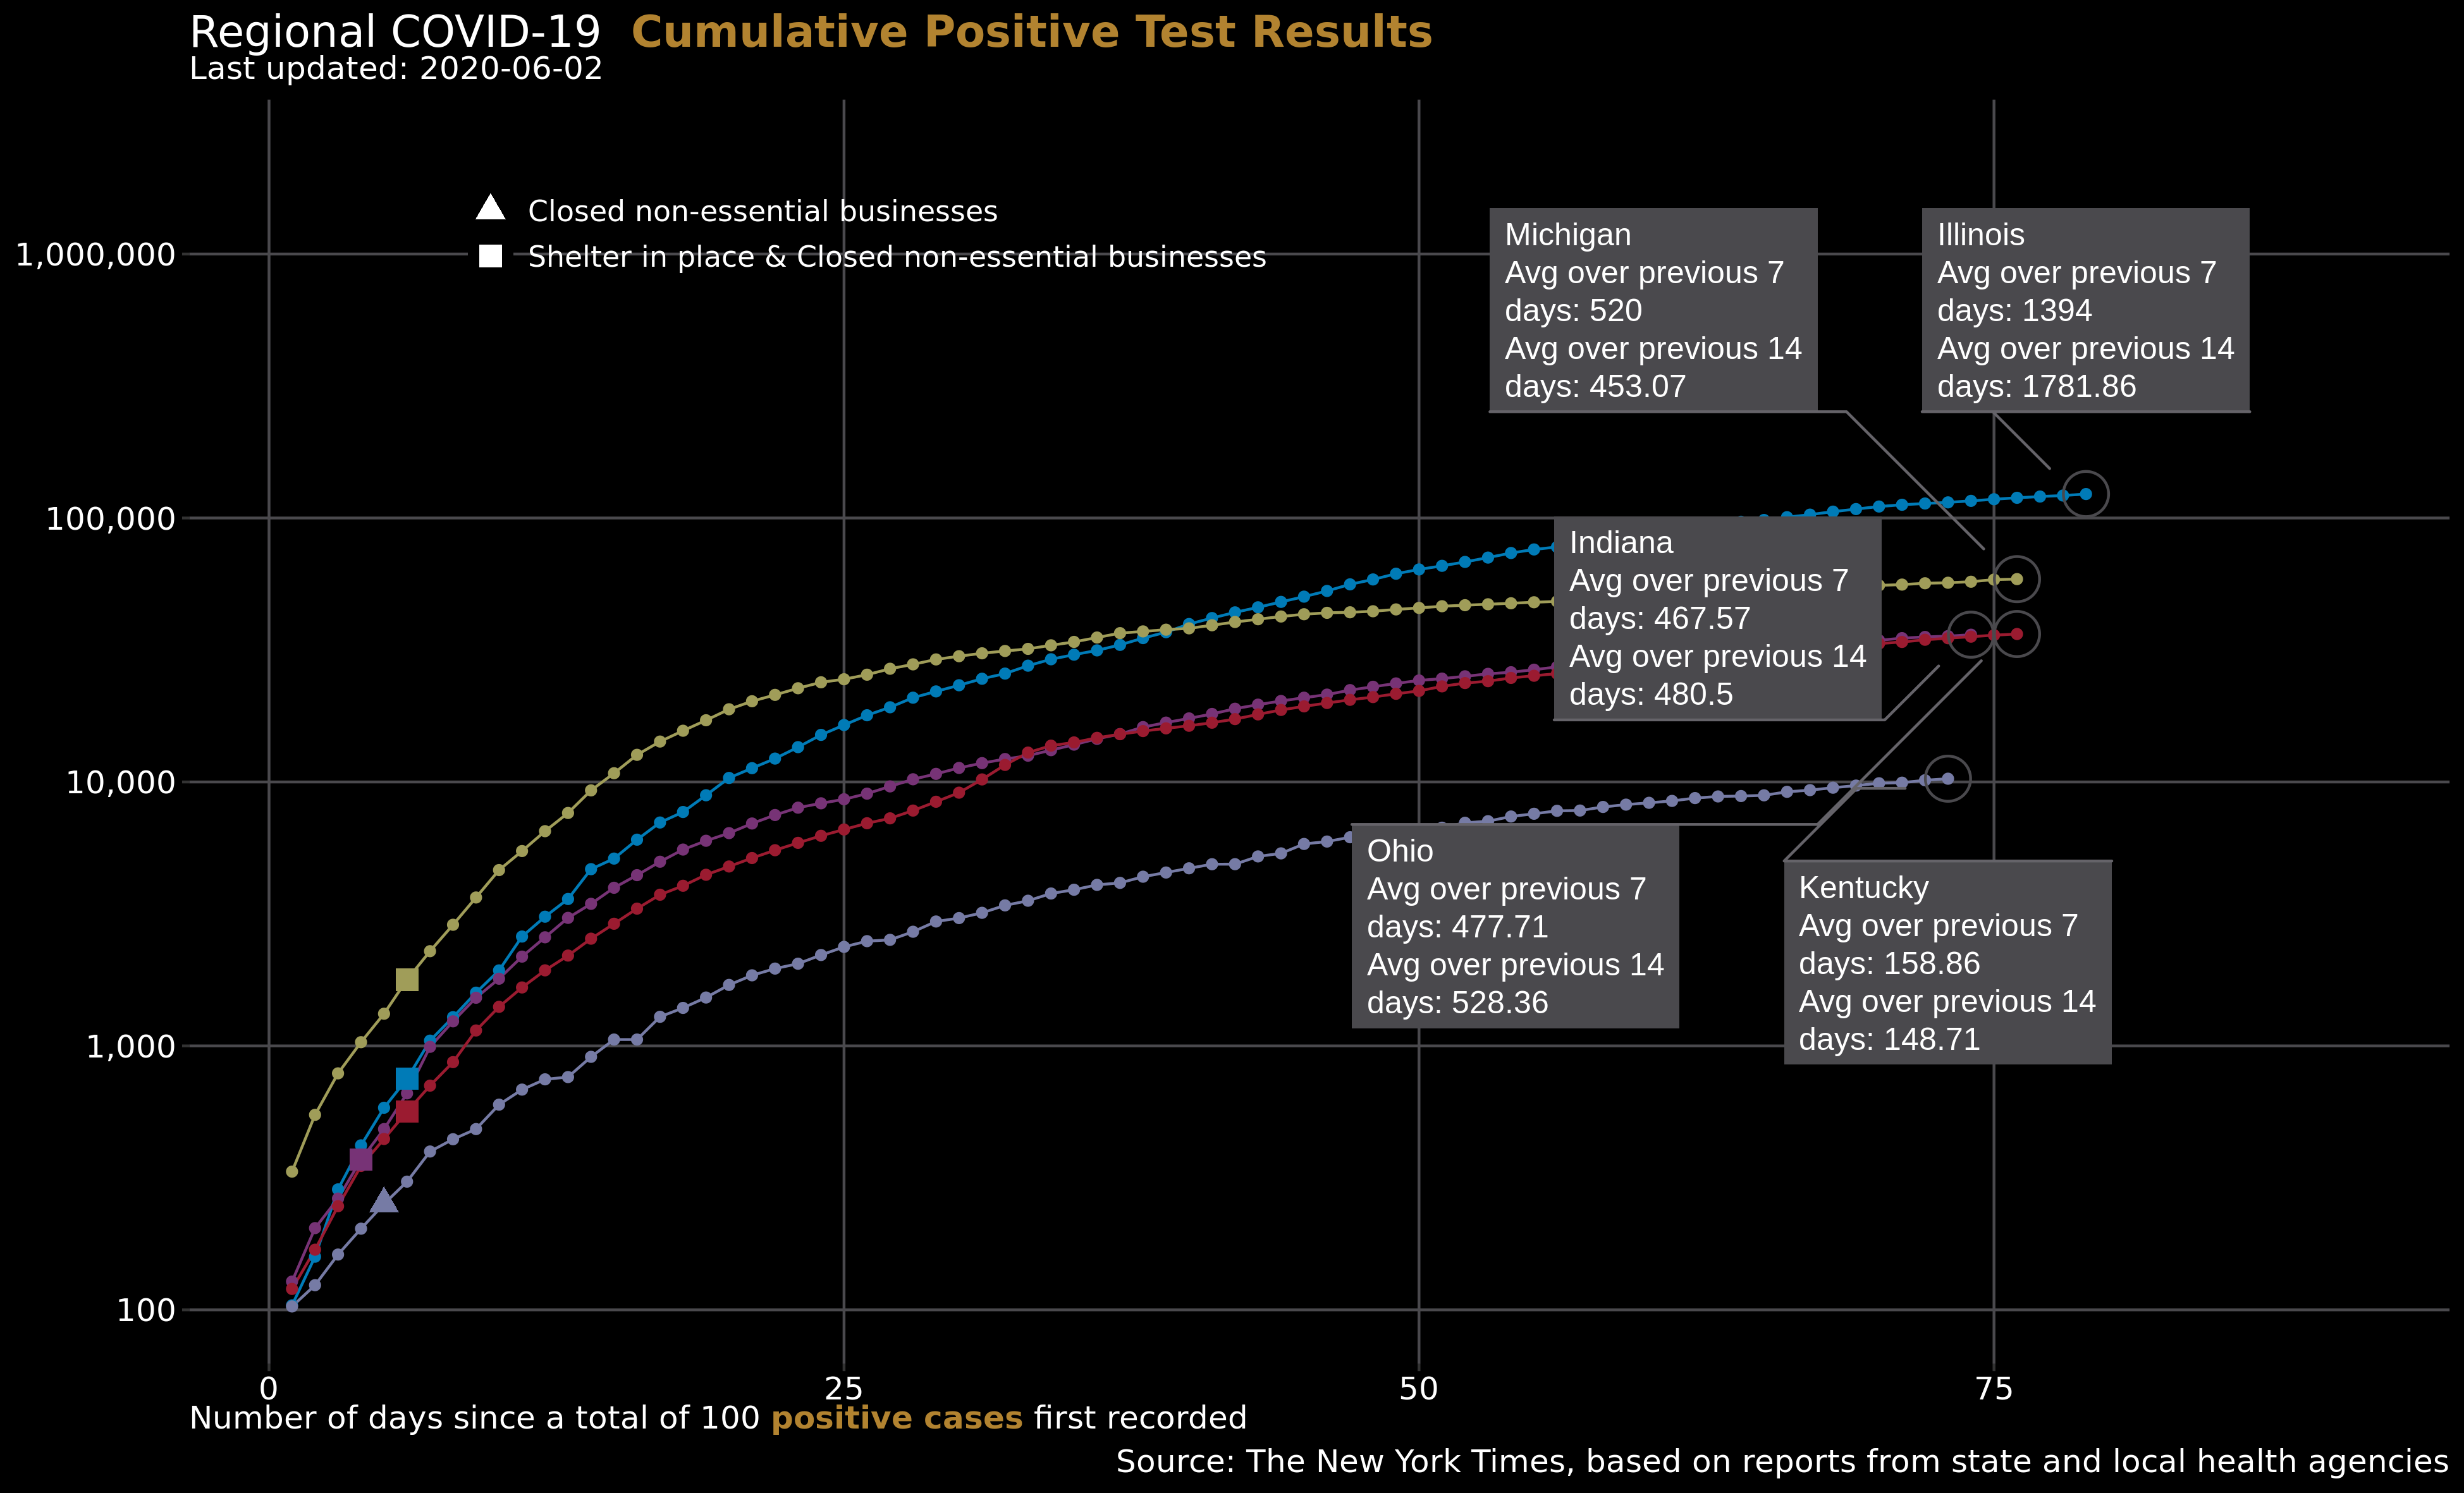 Regional COVID-19 Cumulative Positive Test Results
Last updated: 2020-06-02
Closed non-essential businesses
Shelter in place & Closed non-essential businesses
1,000,000
100,000
10,000
1,000
100
Michigan
Avg over previous 7
days: 520
Avg over previous 14
days: 453.07
Illinois
Avg over previous 7
days: 1394
Avg over previous 14
days: 1781.86
Indiana
Avg over previous 7
days: 467.57
Avg over previous 14
days: 480.5
Ohio
Avg over previous 7
days: 477.71
Avg over previous 14
days: 528.36
Kentucky
Avg over previous 7
days: 158.86
Avg over previous 14
days: 148.71
0 25 50 75
Number of days since a total of 100 positive cases first recorded
Source: The New York Times, based on reports from state and local health agencies